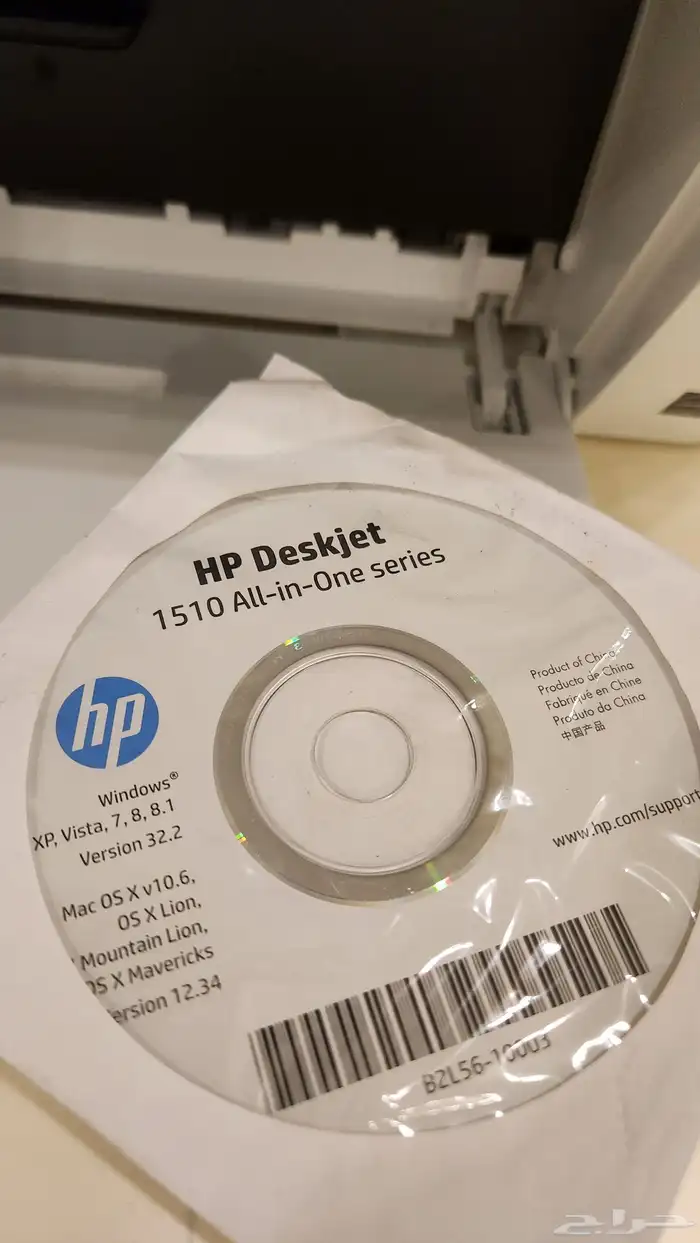 HP Deskjet
1510 All-in-One series
hp
Windows®
XP, Vista, 7, 8, 8.1
Version 32.2
Mac OS X v10.6,
OS X Lion,
Mountain Lion,
OS X Mavericks
Version 12.34
Product of China
Producto de China
Fabriqué en Chine
Produto da China
中国产品
www.hp.com/support
B2L56-10003
حراج